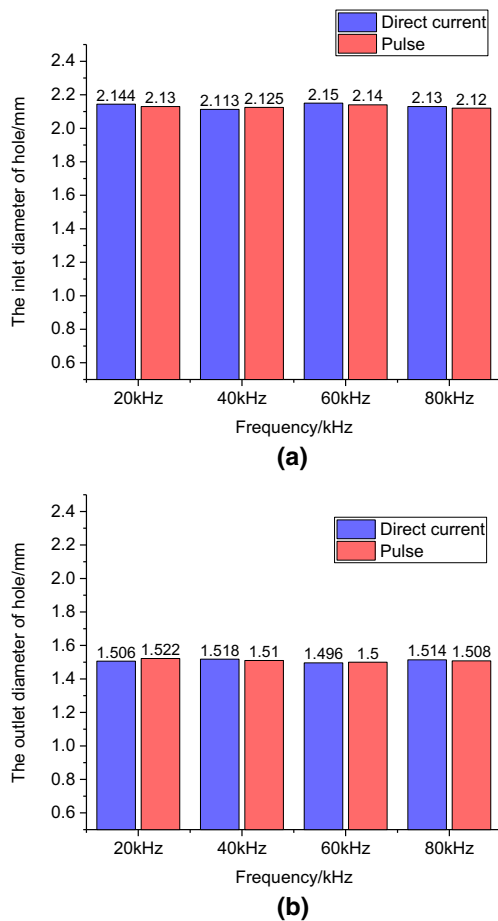 Direct current
Pulse
The inlet diameter of hole/mm
2.4
2.2
2.0
1.8
1.6
1.4
1.2
1.0
0.8
0.6
2.144 2.13 2.113 2.125 2.15 2.14 2.13 2.12
20kHz 40kHz 60kHz 80kHz
Frequency/kHz
(a)
Direct current
Pulse
The outlet diameter of hole/mm
2.4
2.2
2.0
1.8
1.6
1.4
1.2
1.0
0.8
0.6
1.506 1.522 1.518 1.51 1.496 1.5 1.514 1.508
20kHz 40kHz 60kHz 80kHz
Frequency/kHz
(b)